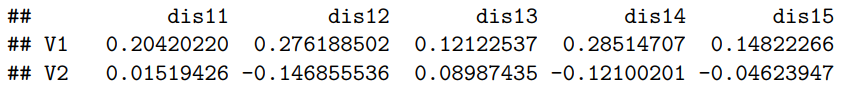 ## dis11 dis12 dis13 dis14 dis15
## V1 0.20420220 0.276188502 0.12122537 0.28514707 0.14822266
## V2 0.01519426 -0.146855536 0.08987435 -0.12100201 -0.04623947